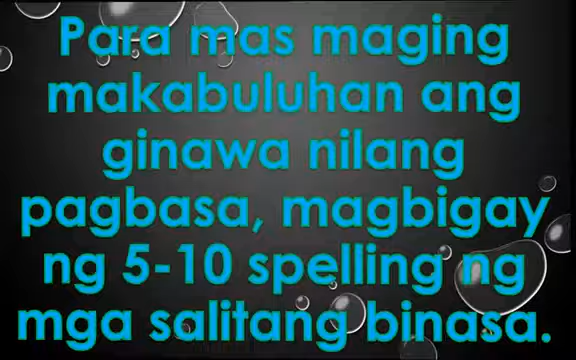 Para mas maging
makabuluhan ang
ginawa nilang
pagbasa, magbigay
ng 5-10 spelling ng
mga salitang binasa.